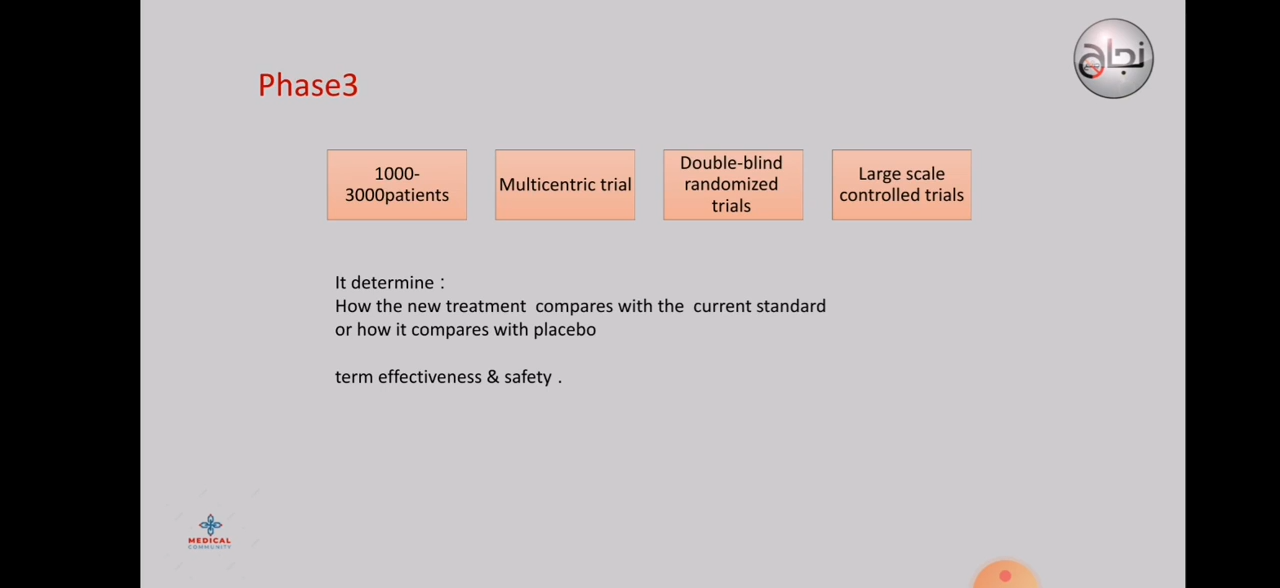 نجاح
Phase3
1000-
3000patients
Multicentric trial
Double-blind
randomized
trials
Large scale
controlled trials
It determine :
How the new treatment compares with the current standard
or how it compares with placebo
term effectiveness & safety .
MEDICAL
COMMUNITY